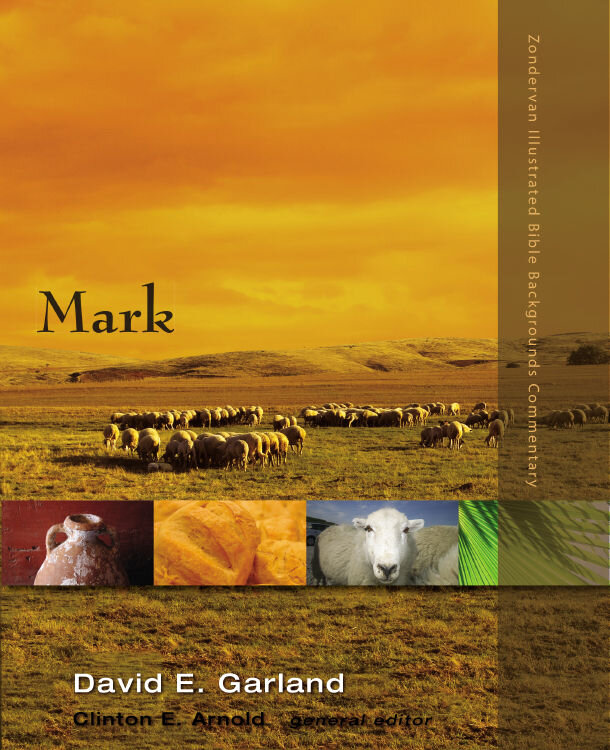 Zondervan Illustrated Bible Backgrounds Commentary
Mark
David E. Garland
Clinton E. Arnold general editor